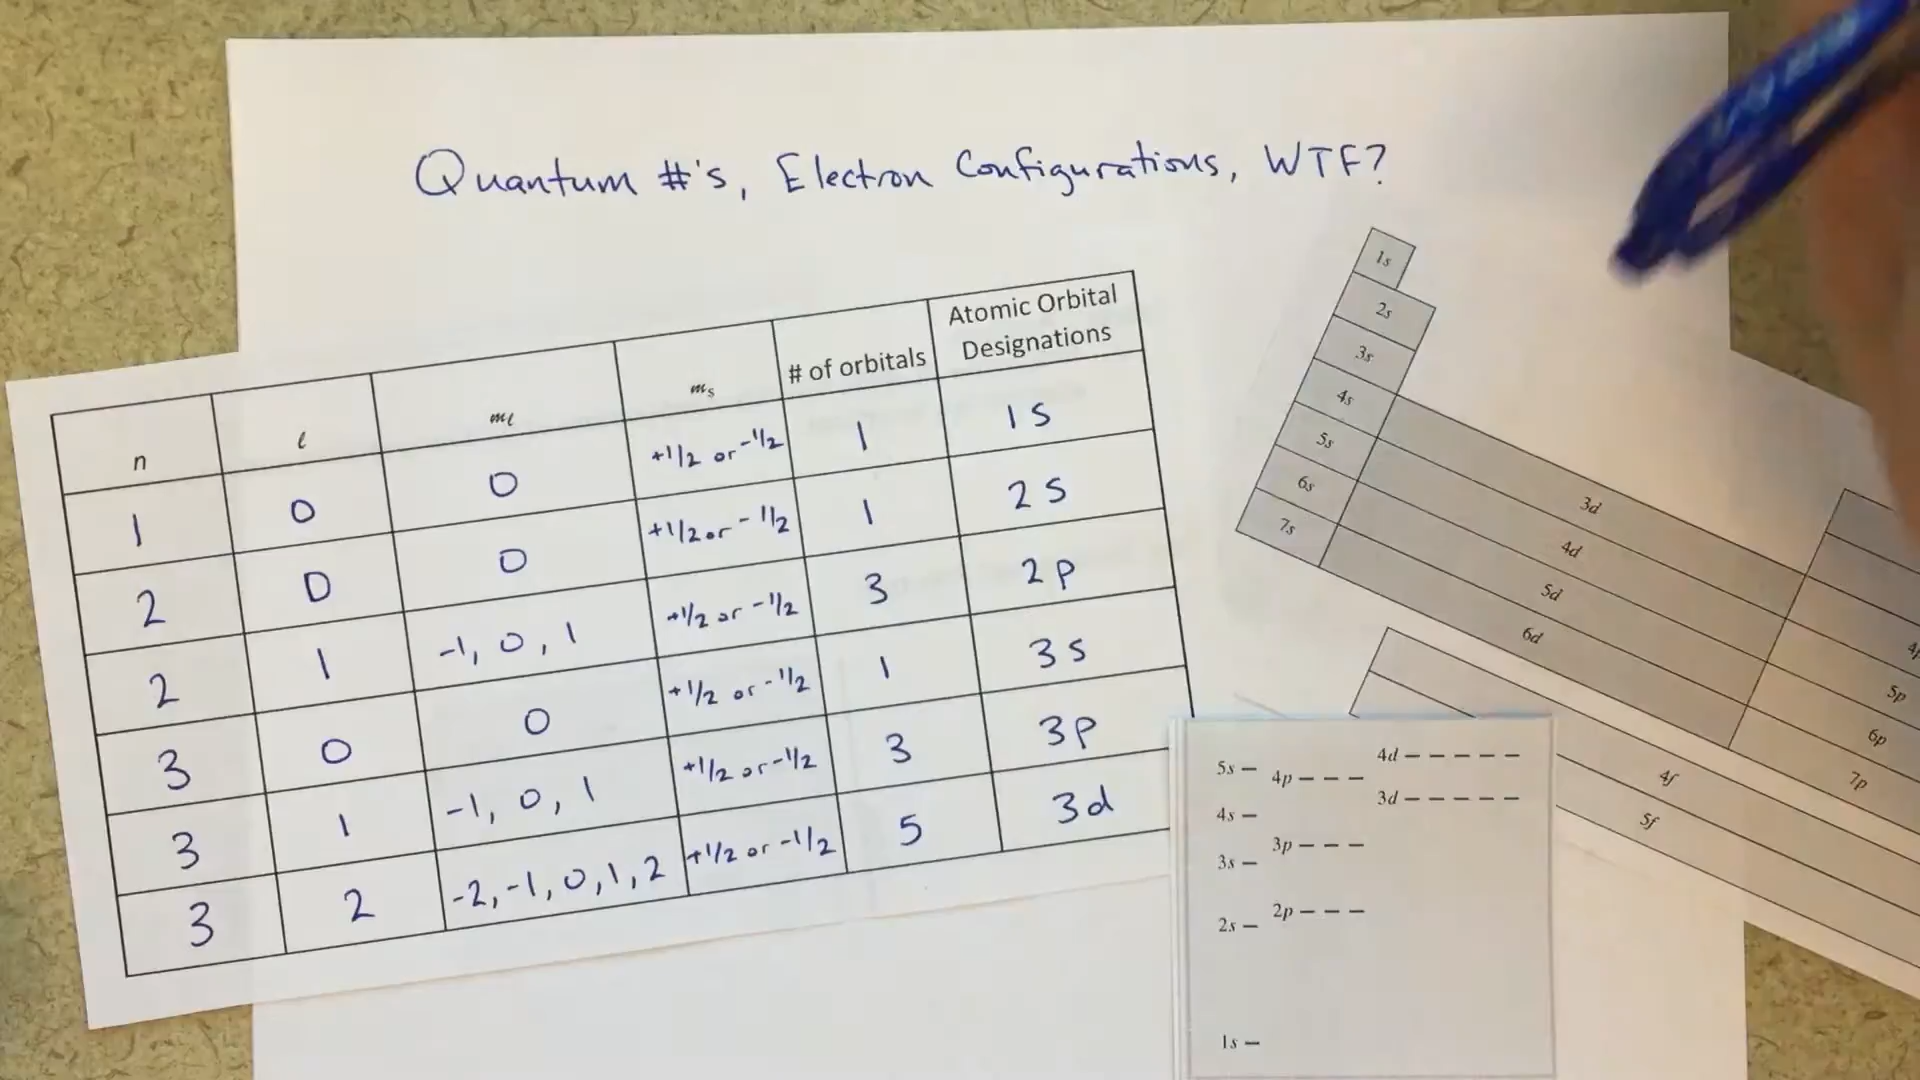 Quantum #'s, Electron Configurations, WTF?
n l mℓ ms # of orbitals Atomic Orbital Designations
1 0 0 +1/2 or -1/2 1 1s
2 0 0 +1/2 or -1/2 1 2s
2 1 -1, 0, 1 +1/2 or -1/2 3 2p
3 0 0 +1/2 or -1/2 1 3s
3 1 -1, 0, 1 +1/2 or -1/2 3 3p
3 2 -2, -1, 0, 1, 2 +1/2 or -1/2 5 3d
1s
2s
3s
4s 3d
5s 4d 5p
6s 5d 6p
7s 6d 7p
4f
5f
4d – – – – –
5s – 4p – – –
3d – – – – –
4s –
3p – – –
3s –
2p – – –
2s –
1s –